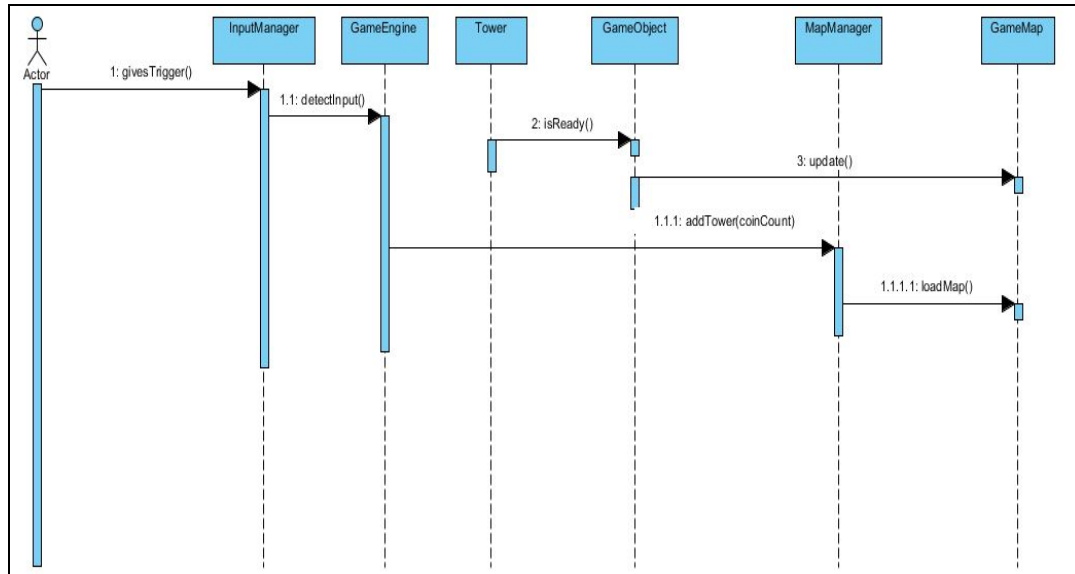 InputManager
GameEngine
Tower
GameObject
MapManager
GameMap
Actor
1: givesTrigger()
1.1: detectInput()
2: isReady()
3: update()
1.1.1: addTower(coinCount)
1.1.1.1: loadMap()